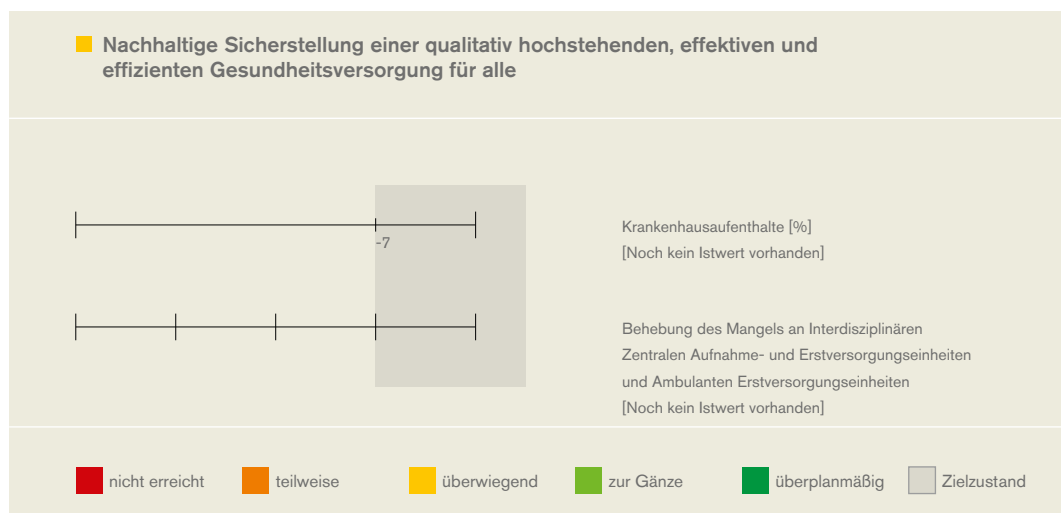 Nachhaltige Sicherstellung einer qualitativ hochstehenden, effektiven und
effizienten Gesundheitsversorgung für alle
-7
Krankenhausaufenthalte [%]
[Noch kein Istwert vorhanden]
Behebung des Mangels an Interdisziplinären
Zentralen Aufnahme- und Erstversorgungseinheiten
und Ambulanten Erstversorgungseinheiten
[Noch kein Istwert vorhanden]
nicht erreicht
teilweise
überwiegend
zur Gänze
überplanmäßig
Zielzustand